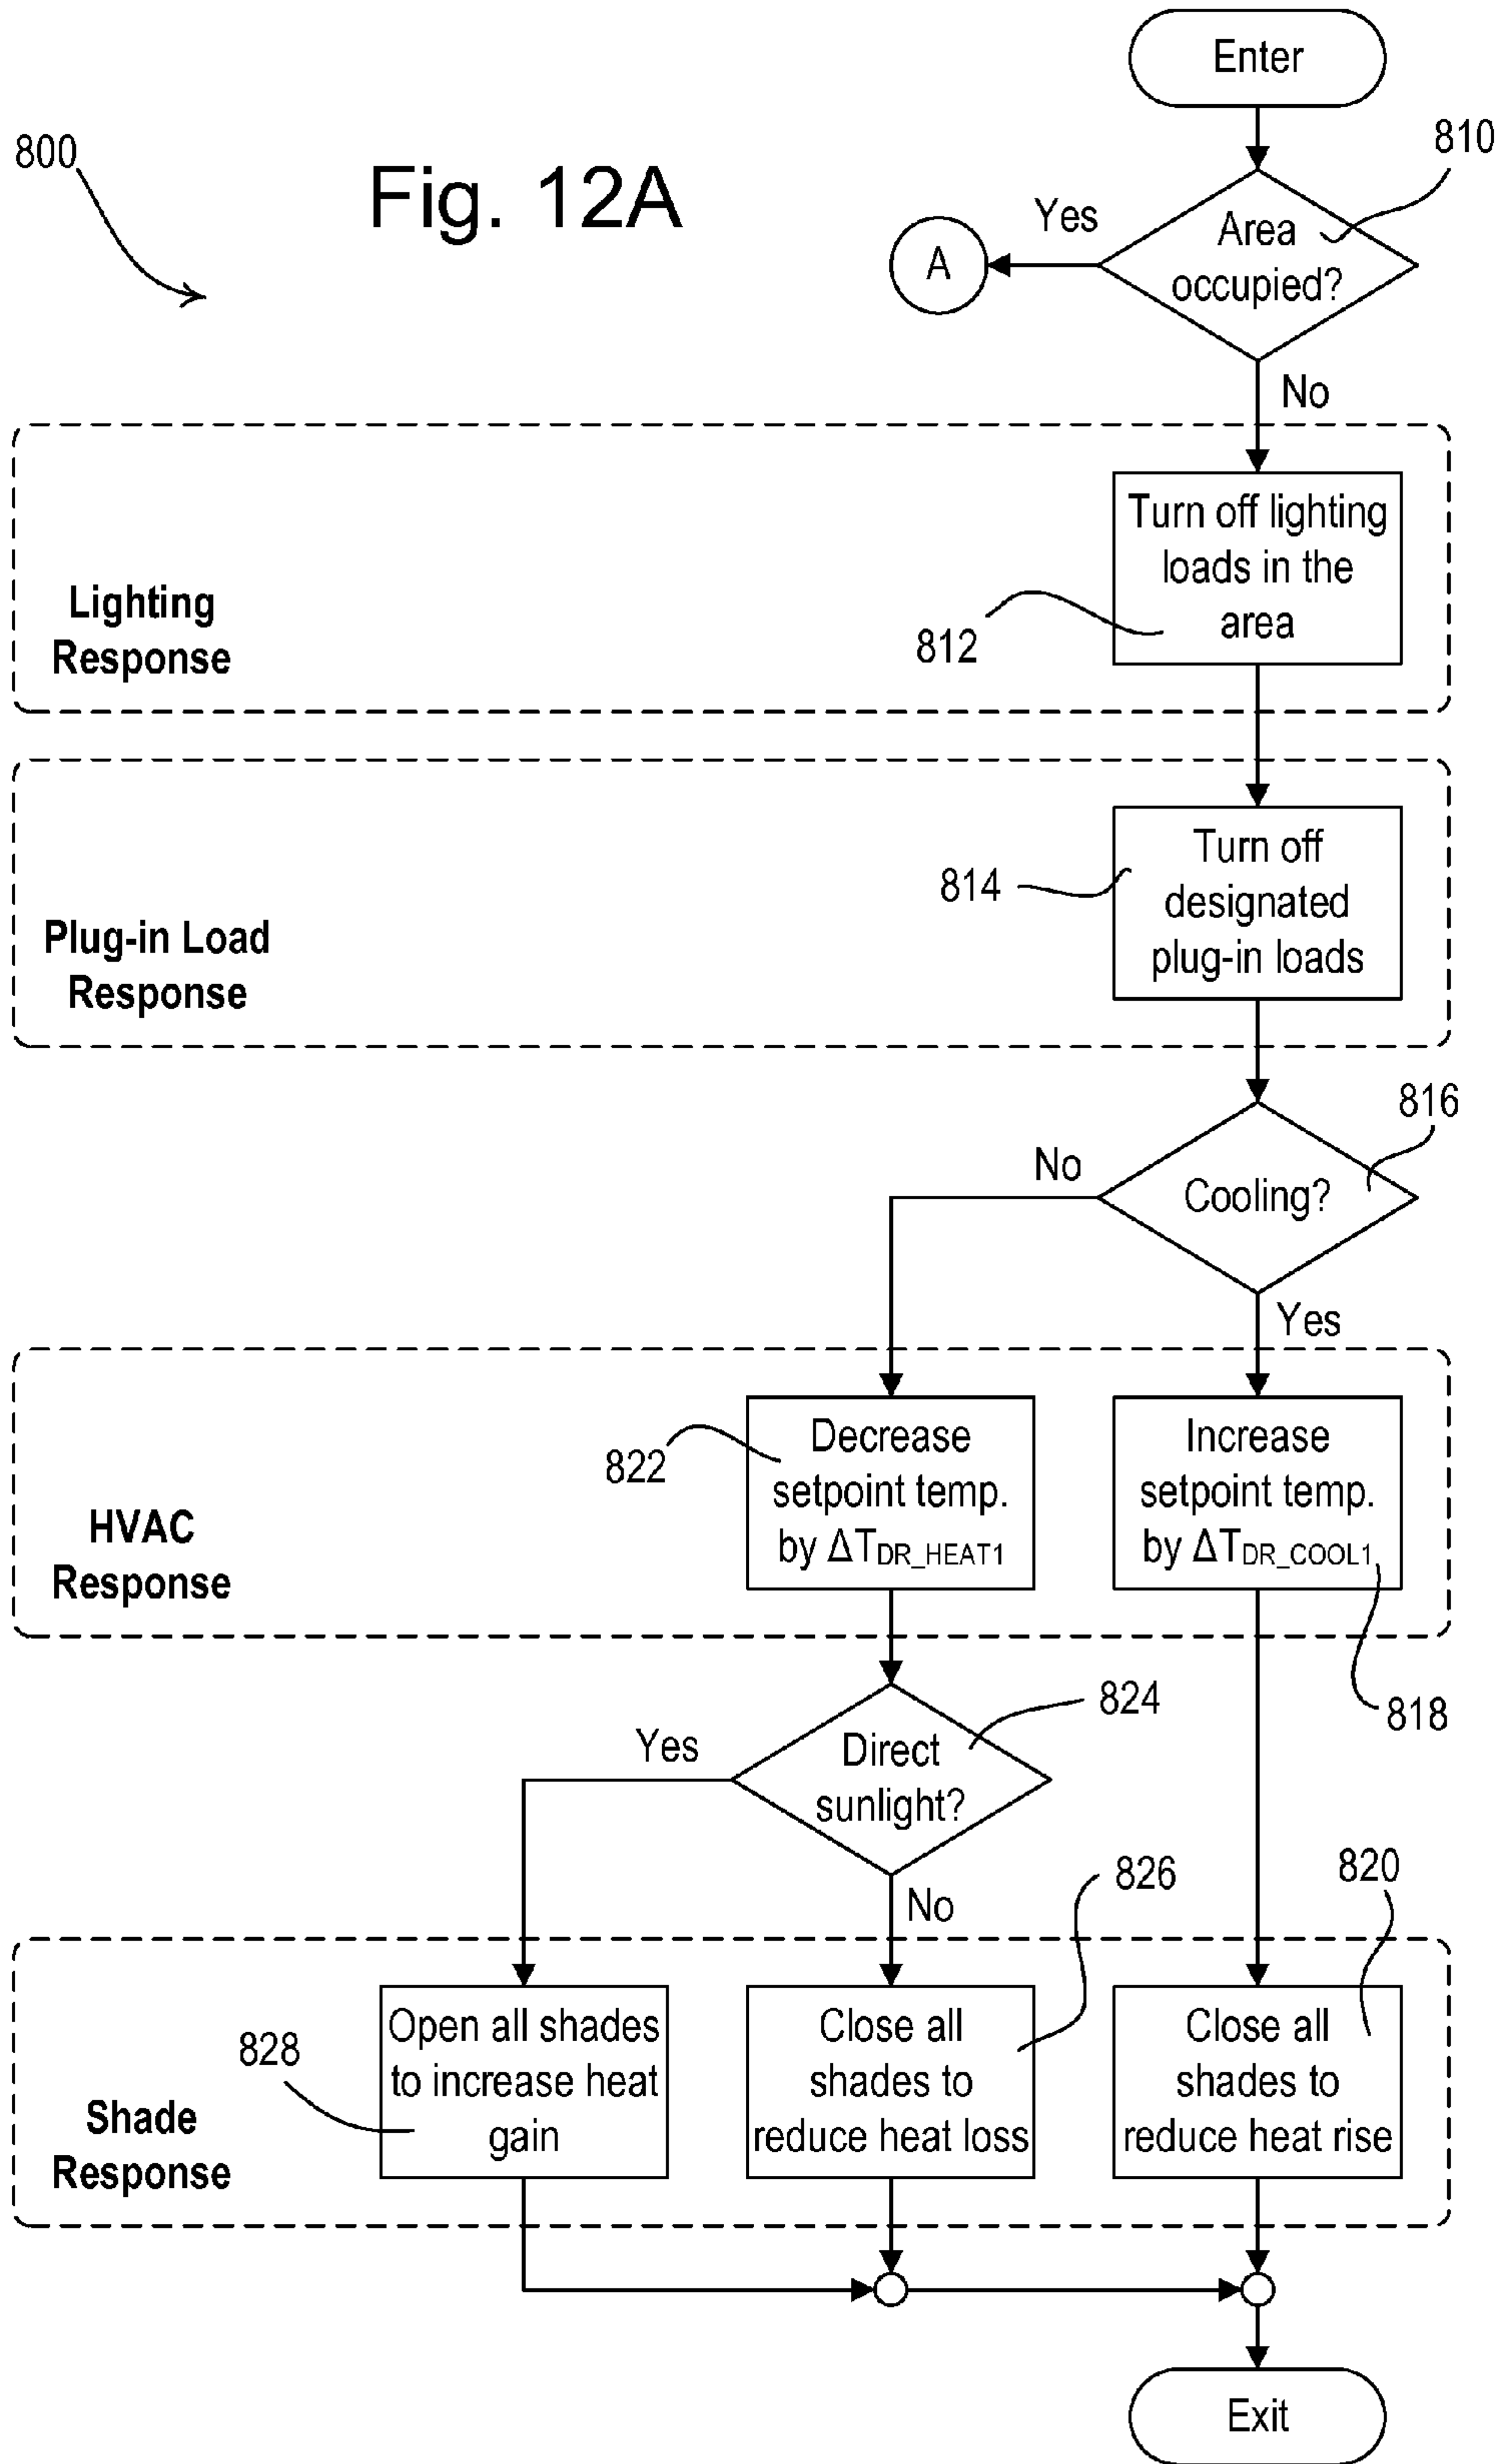 Enter
800
Fig. 12A
810
Yes
A
Area
occupied?
No
Turn off lighting
loads in the
area
Lighting
Response
812
Turn off
designated
plug-in loads
814
Plug-in Load
Response
816
No
Cooling?
Yes
Decrease
setpoint temp.
by ΔTDR_HEAT1
822
Increase
setpoint temp.
by ΔTDR_COOL1
HVAC
Response
818
824
Yes
Direct
sunlight?
826
820
No
Open all shades
to increase heat
gain
828
Close all
shades to
reduce heat loss
Close all
shades to
reduce heat rise
Shade
Response
Exit